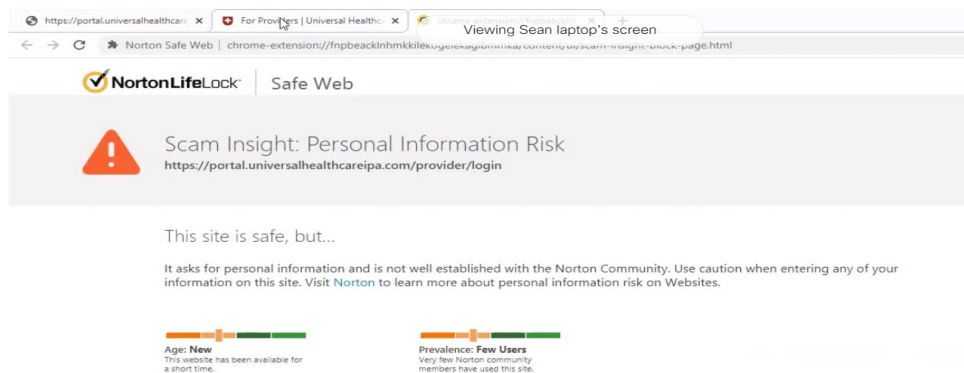 https://portal.universalhealthcare
For Providers | Universal Healthc
Viewing Sean laptop's screen
Norton Safe Web | chrome-extension://
NortonLifeLock Safe Web
Scam Insight: Personal Information Risk
https://portal.universalhealthcareipa.com/provider/login
This site is safe, but...
It asks for personal information and is not well established with the Norton Community. Use caution when entering any of your
information on this site. Visit Norton to learn more about personal information risk on Websites.
Age: New
This website has been available for
a short time.
Prevalence: Few Users
Very few Norton community
members have used this site.